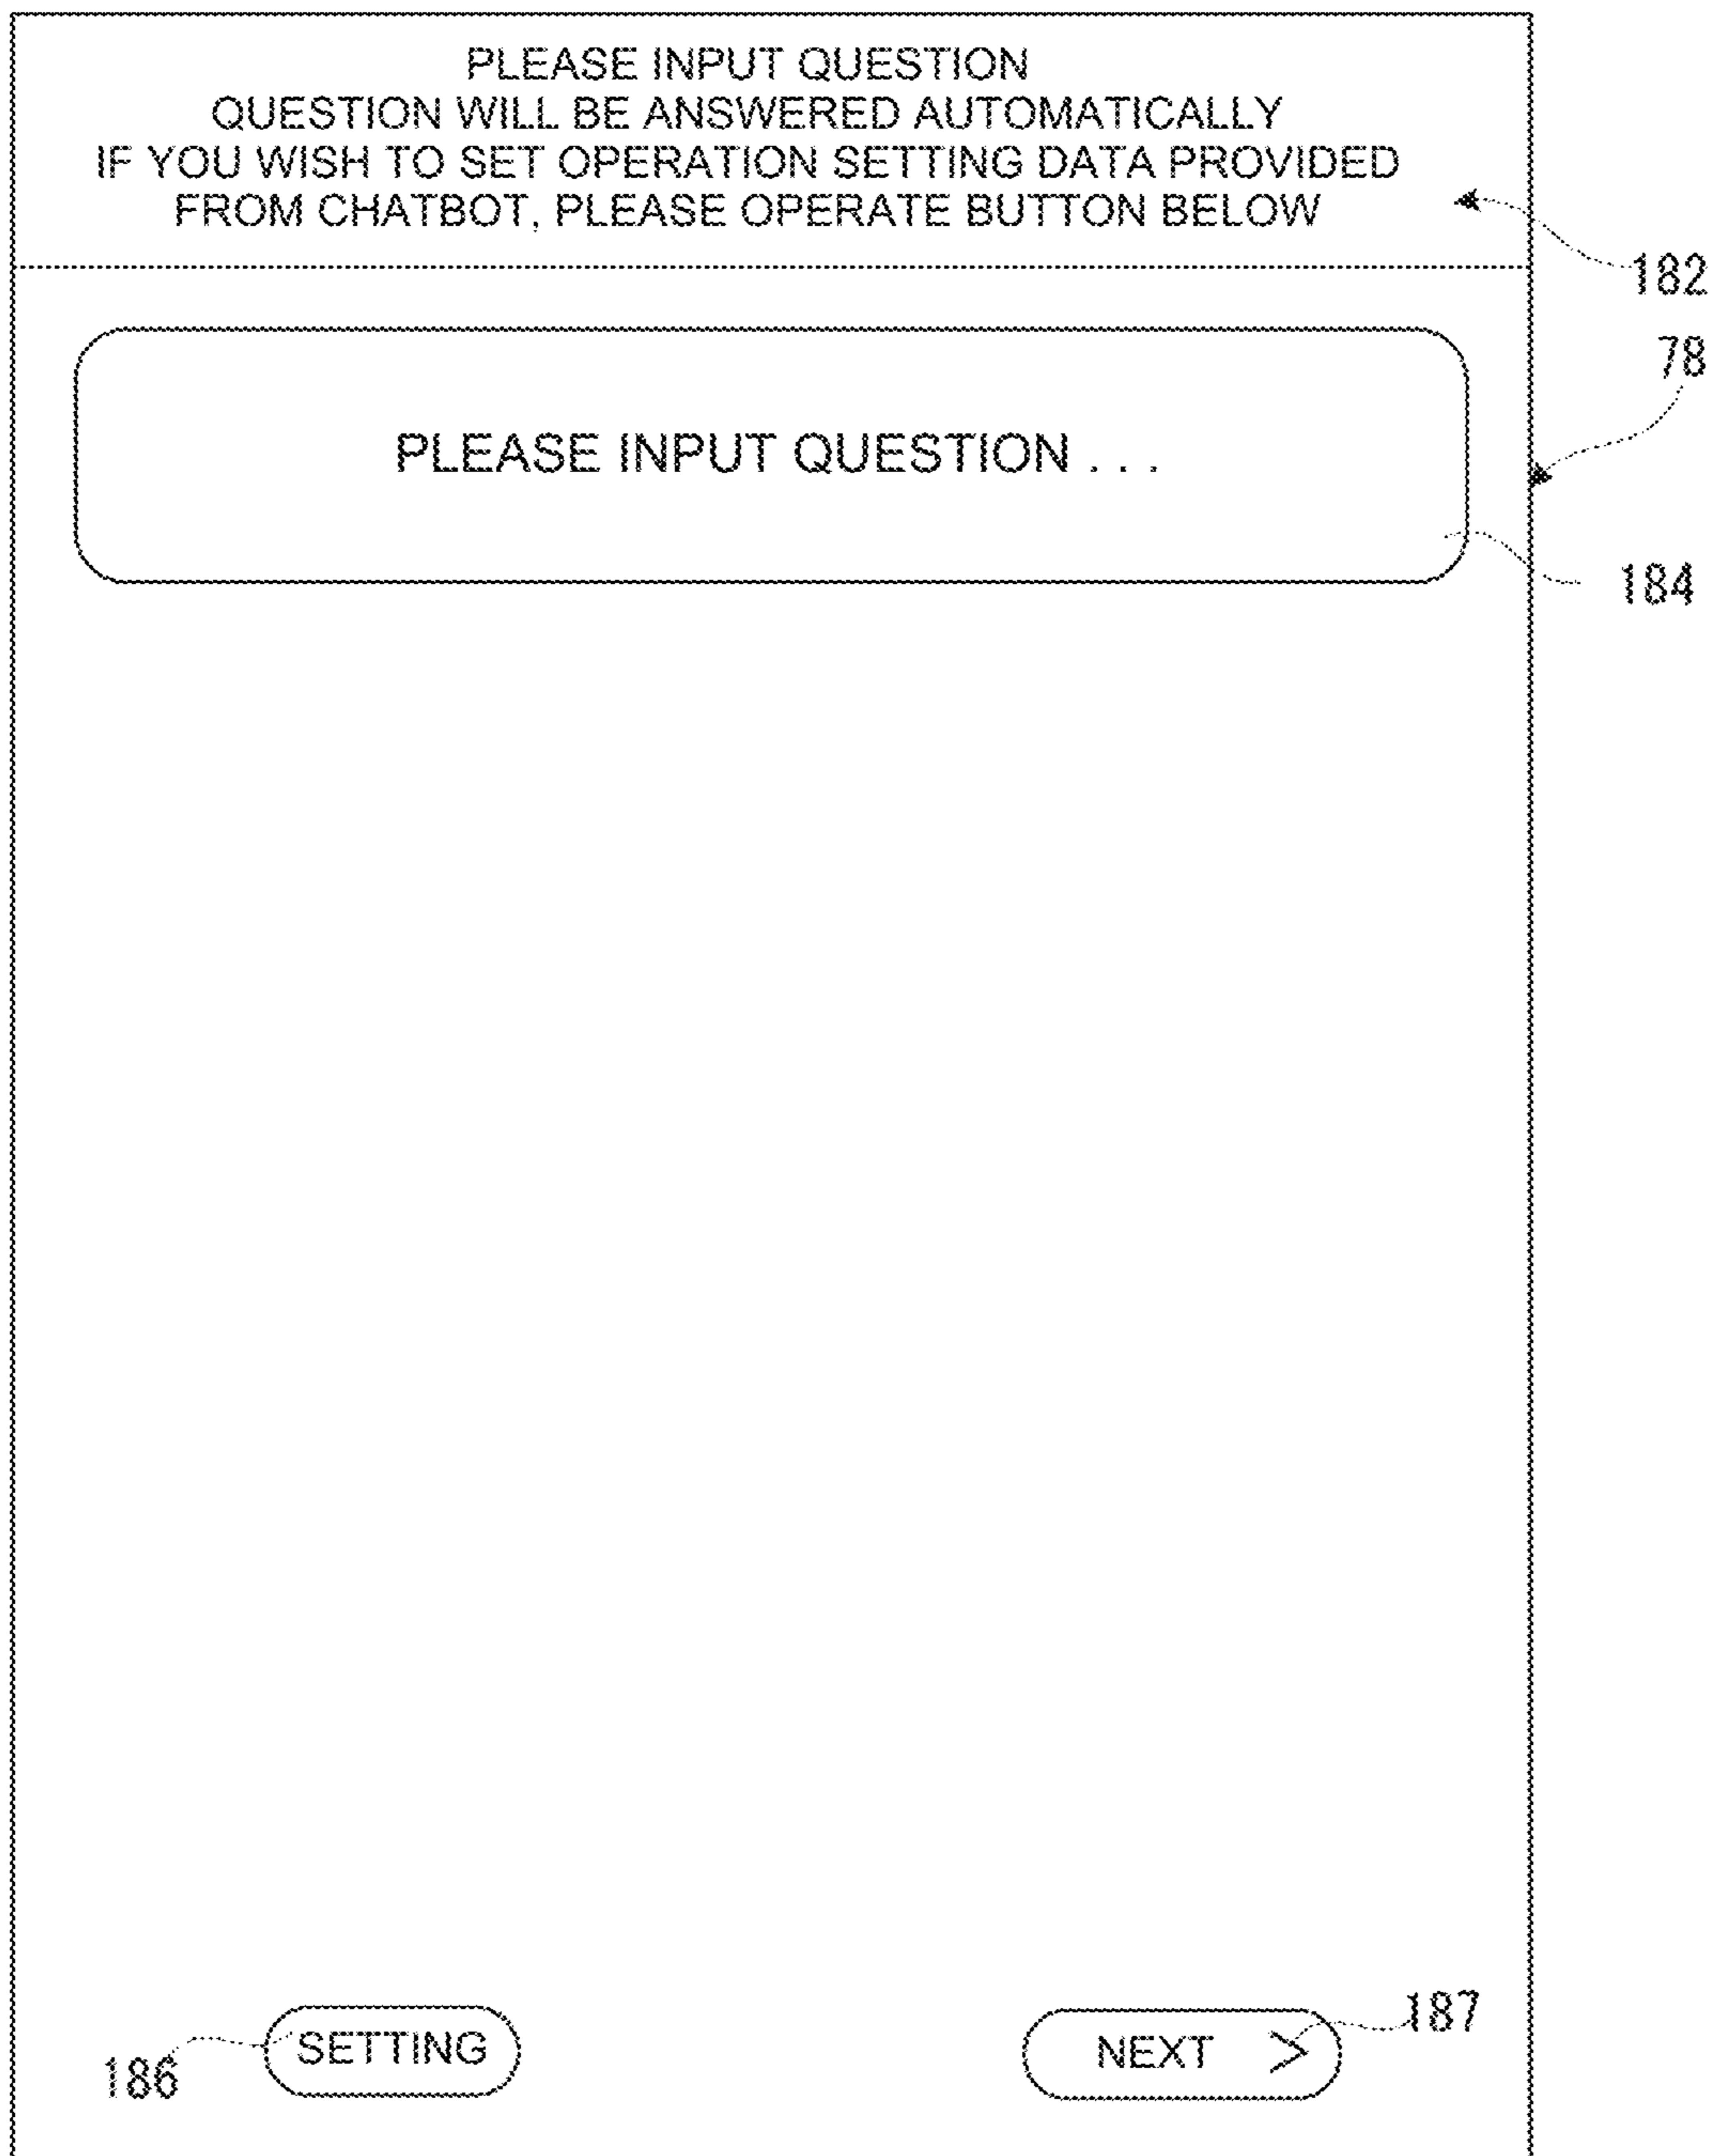 PLEASE INPUT QUESTION
QUESTION WILL BE ANSWERED AUTOMATICALLY
IF YOU WISH TO SET OPERATION SETTING DATA PROVIDED
FROM CHATBOT, PLEASE OPERATE BUTTON BELOW
182
78
PLEASE INPUT QUESTION . . .
184
SETTING
186
NEXT >
187